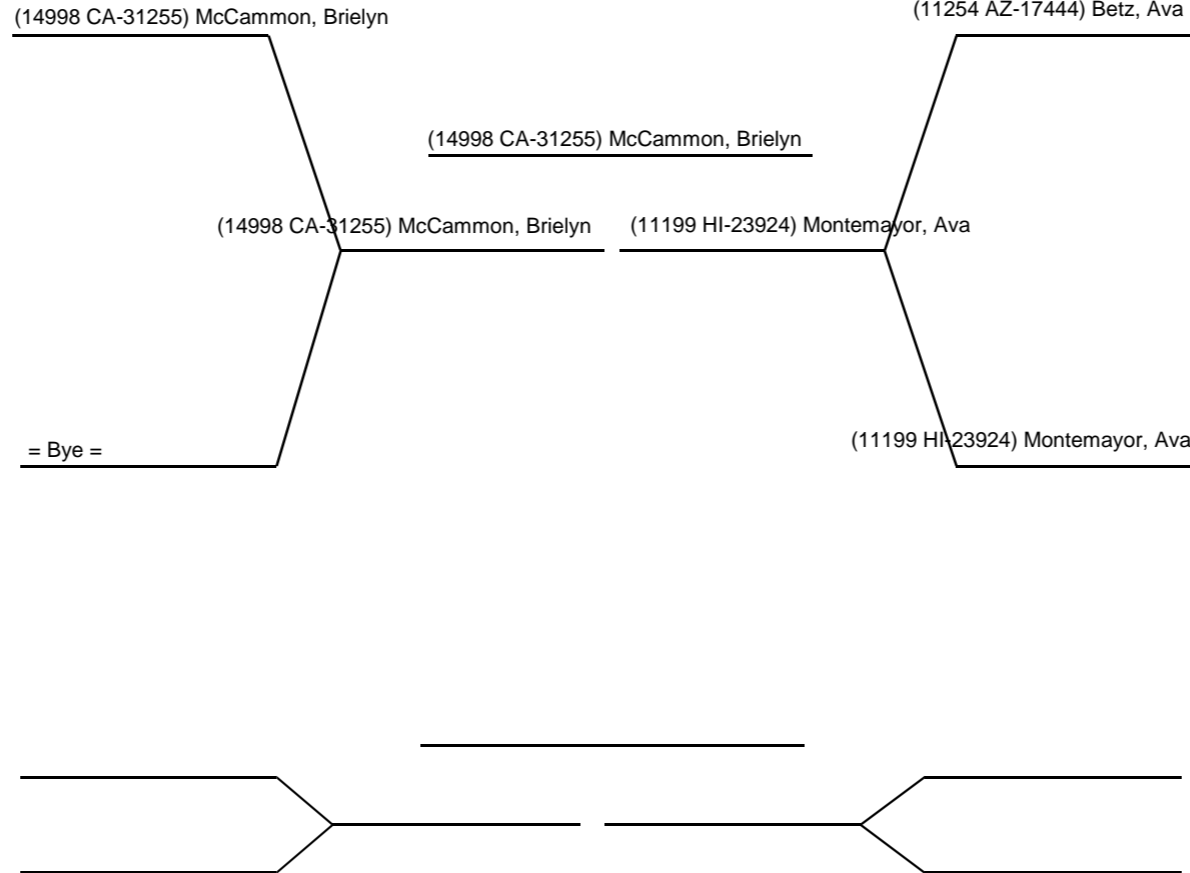 (14998 CA-31255) McCammon, Brielyn
(11254 AZ-17444) Betz, Ava
(14998 CA-31255) McCammon, Brielyn
(14998 CA-31255) McCammon, Brielyn
(11199 HI-23924) Montemayor, Ava
= Bye =
(11199 HI-23924) Montemayor, Ava